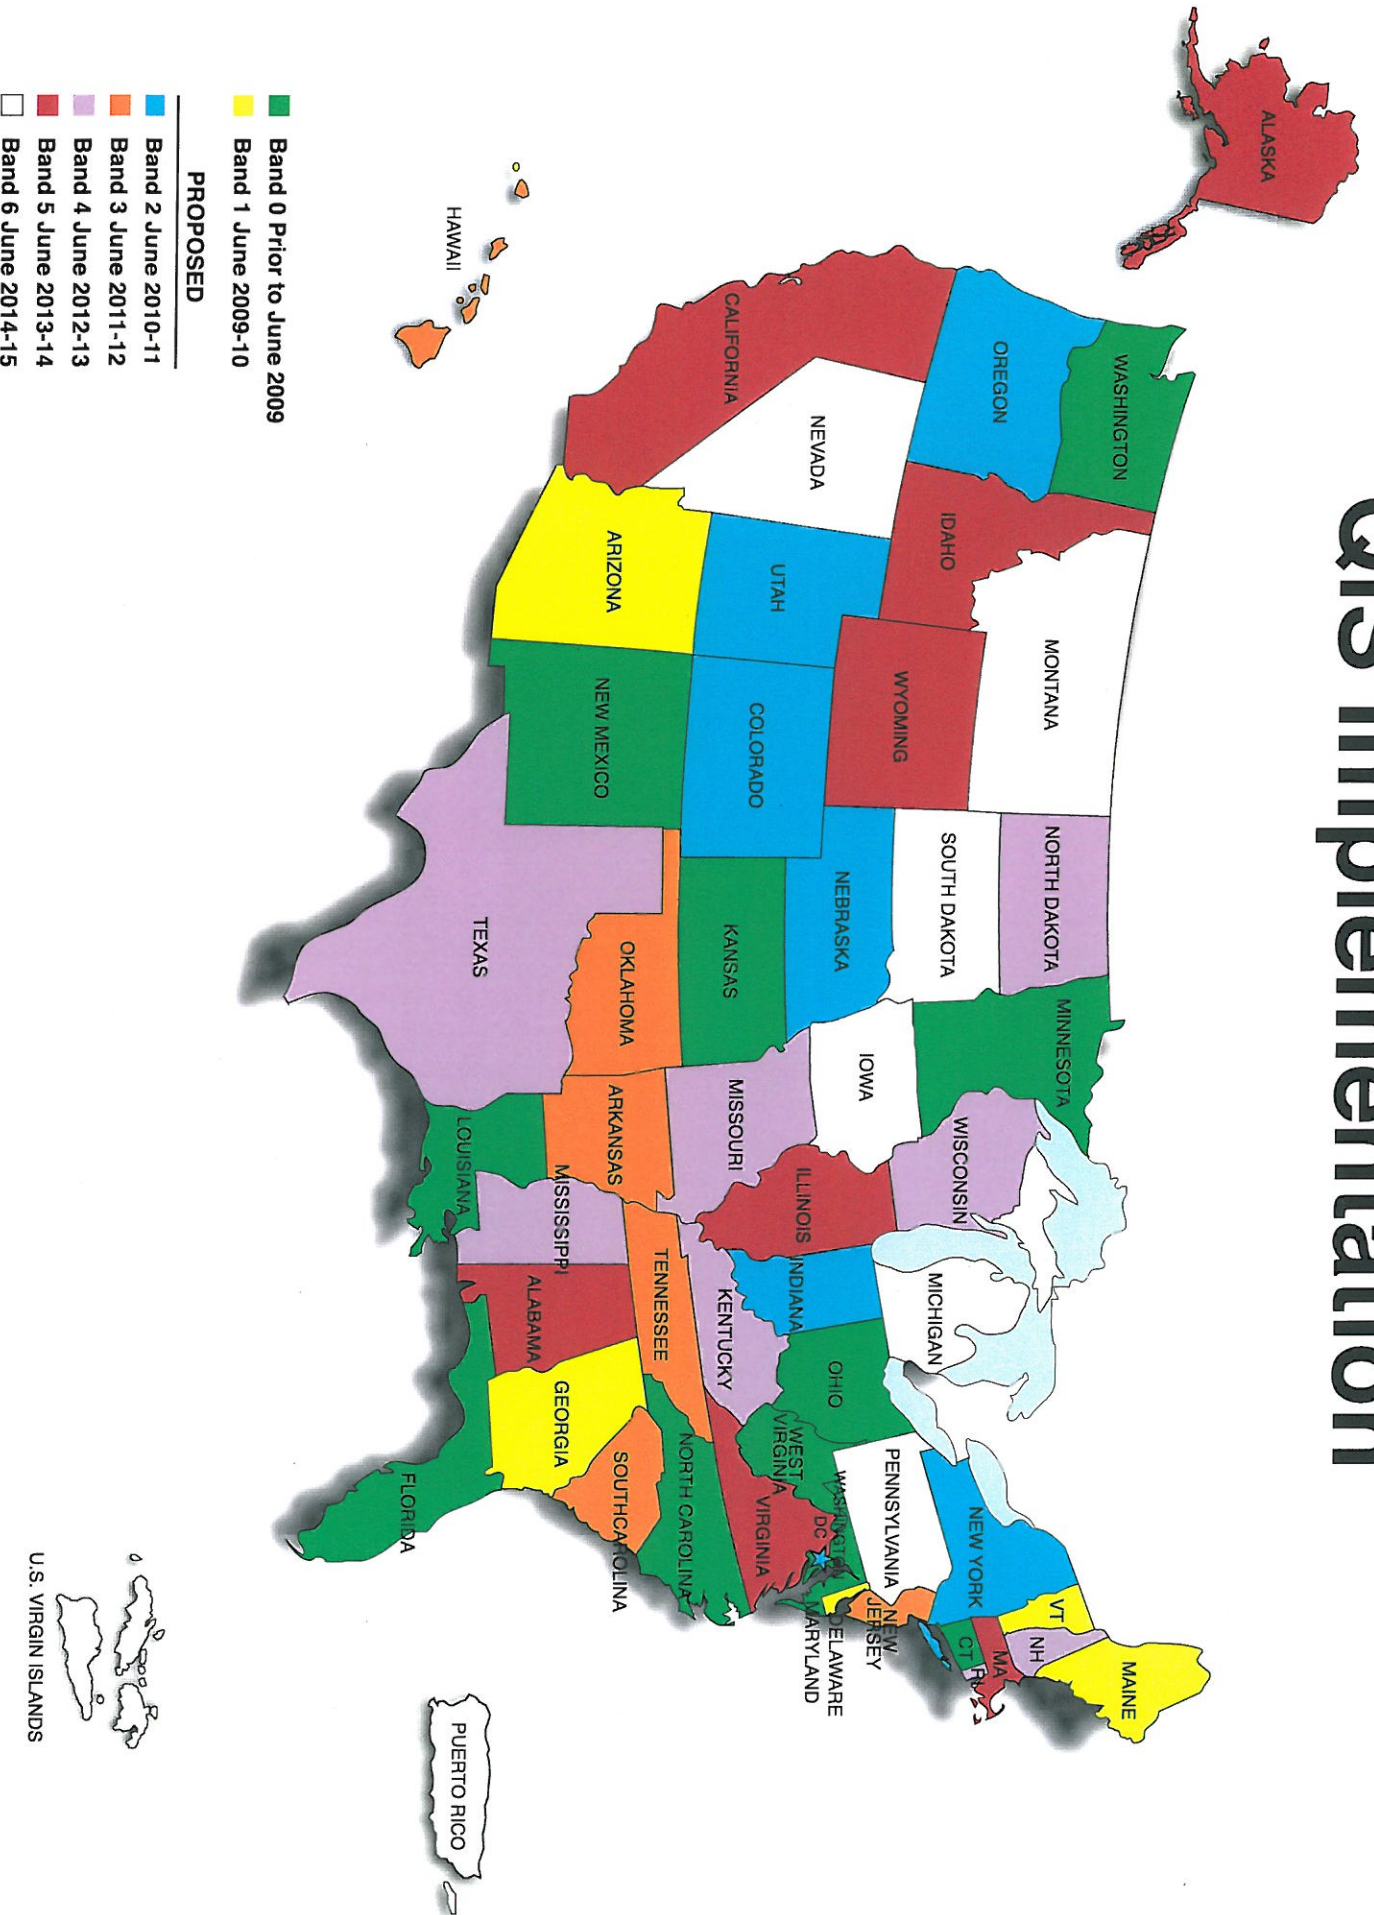 QIS Implementation
ALASKA
WASHINGTON
OREGON
CALIFORNIA
NEVADA
IDAHO
MONTANA
WYOMING
UTAH
ARIZONA
COLORADO
NEW MEXICO
NORTH DAKOTA
SOUTH DAKOTA
NEBRASKA
KANSAS
OKLAHOMA
TEXAS
MINNESOTA
IOWA
MISSOURI
ARKANSAS
LOUISIANA
WISCONSIN
ILLINOIS
MISSISSIPPI
MICHIGAN
INDIANA
KENTUCKY
TENNESSEE
ALABAMA
OHIO
WEST
VIRGINIA
GEORGIA
FLORIDA
SOUTHCAROLINA
NORTH CAROLINA
VIRGINIA
WASHINGTON
DC
PENNSYLVANIA
NEW YORK
VT
NH
MAINE
MA
RI
CT
NEW
JERSEY
DELAWARE
MARYLAND
HAWAII
PUERTO RICO
U.S. VIRGIN ISLANDS
Band 0 Prior to June 2009
Band 1 June 2009-10
PROPOSED
Band 2 June 2010-11
Band 3 June 2011-12
Band 4 June 2012-13
Band 5 June 2013-14
Band 6 June 2014-15